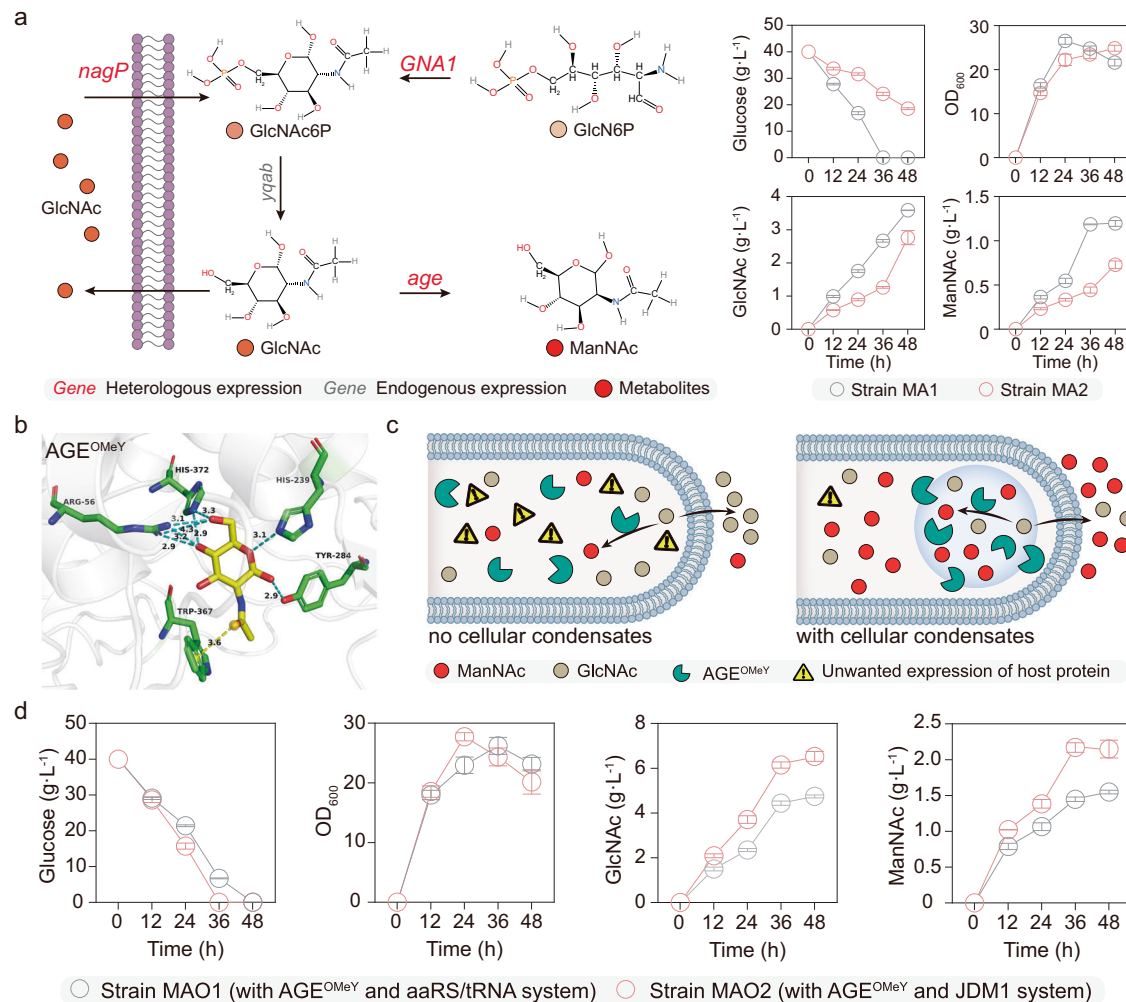 a
nagP
GNA1
GlcNAc6P
GlcN6P
GlcNAc
yqab
age
GlcNAc
ManNAc
Gene Heterologous expression Gene Endogenous expression Metabolites
Glucose (g·L-1)
50
40
30
20
10
0
0 12 24 36 48
OD600
30
20
10
0
0 12 24 36 48
GlcNAc (g·L-1)
4
3
2
1
0
0 12 24 36 48
Time (h)
ManNAc (g·L-1)
1.5
1.0
0.5
0
0 12 24 36 48
Time (h)
Strain MA1 Strain MA2
b
AGEOMeY
HIS-372
HIS-239
ARG-56
TYR-284
TRP-367
3.1
3.3
4.3
2.9
3.2
2.9
3.1
2.9
3.6
c
no cellular condensates
with cellular condensates
ManNAc GlcNAc AGEOMeY Unwanted expression of host protein
d
Glucose (g·L-1)
50
40
30
20
10
0
0 12 24 36 48
Time (h)
OD600
30
20
10
0
0 12 24 36 48
Time (h)
GlcNAc (g·L-1)
8
6
4
2
0
0 12 24 36 48
Time (h)
ManNAc (g·L-1)
2.5
2.0
1.5
1.0
0.5
0
0 12 24 36 48
Time (h)
Strain MAO1 (with AGEOMeY and aaRS/tRNA system) Strain MAO2 (with AGEOMeY and JDM1 system)